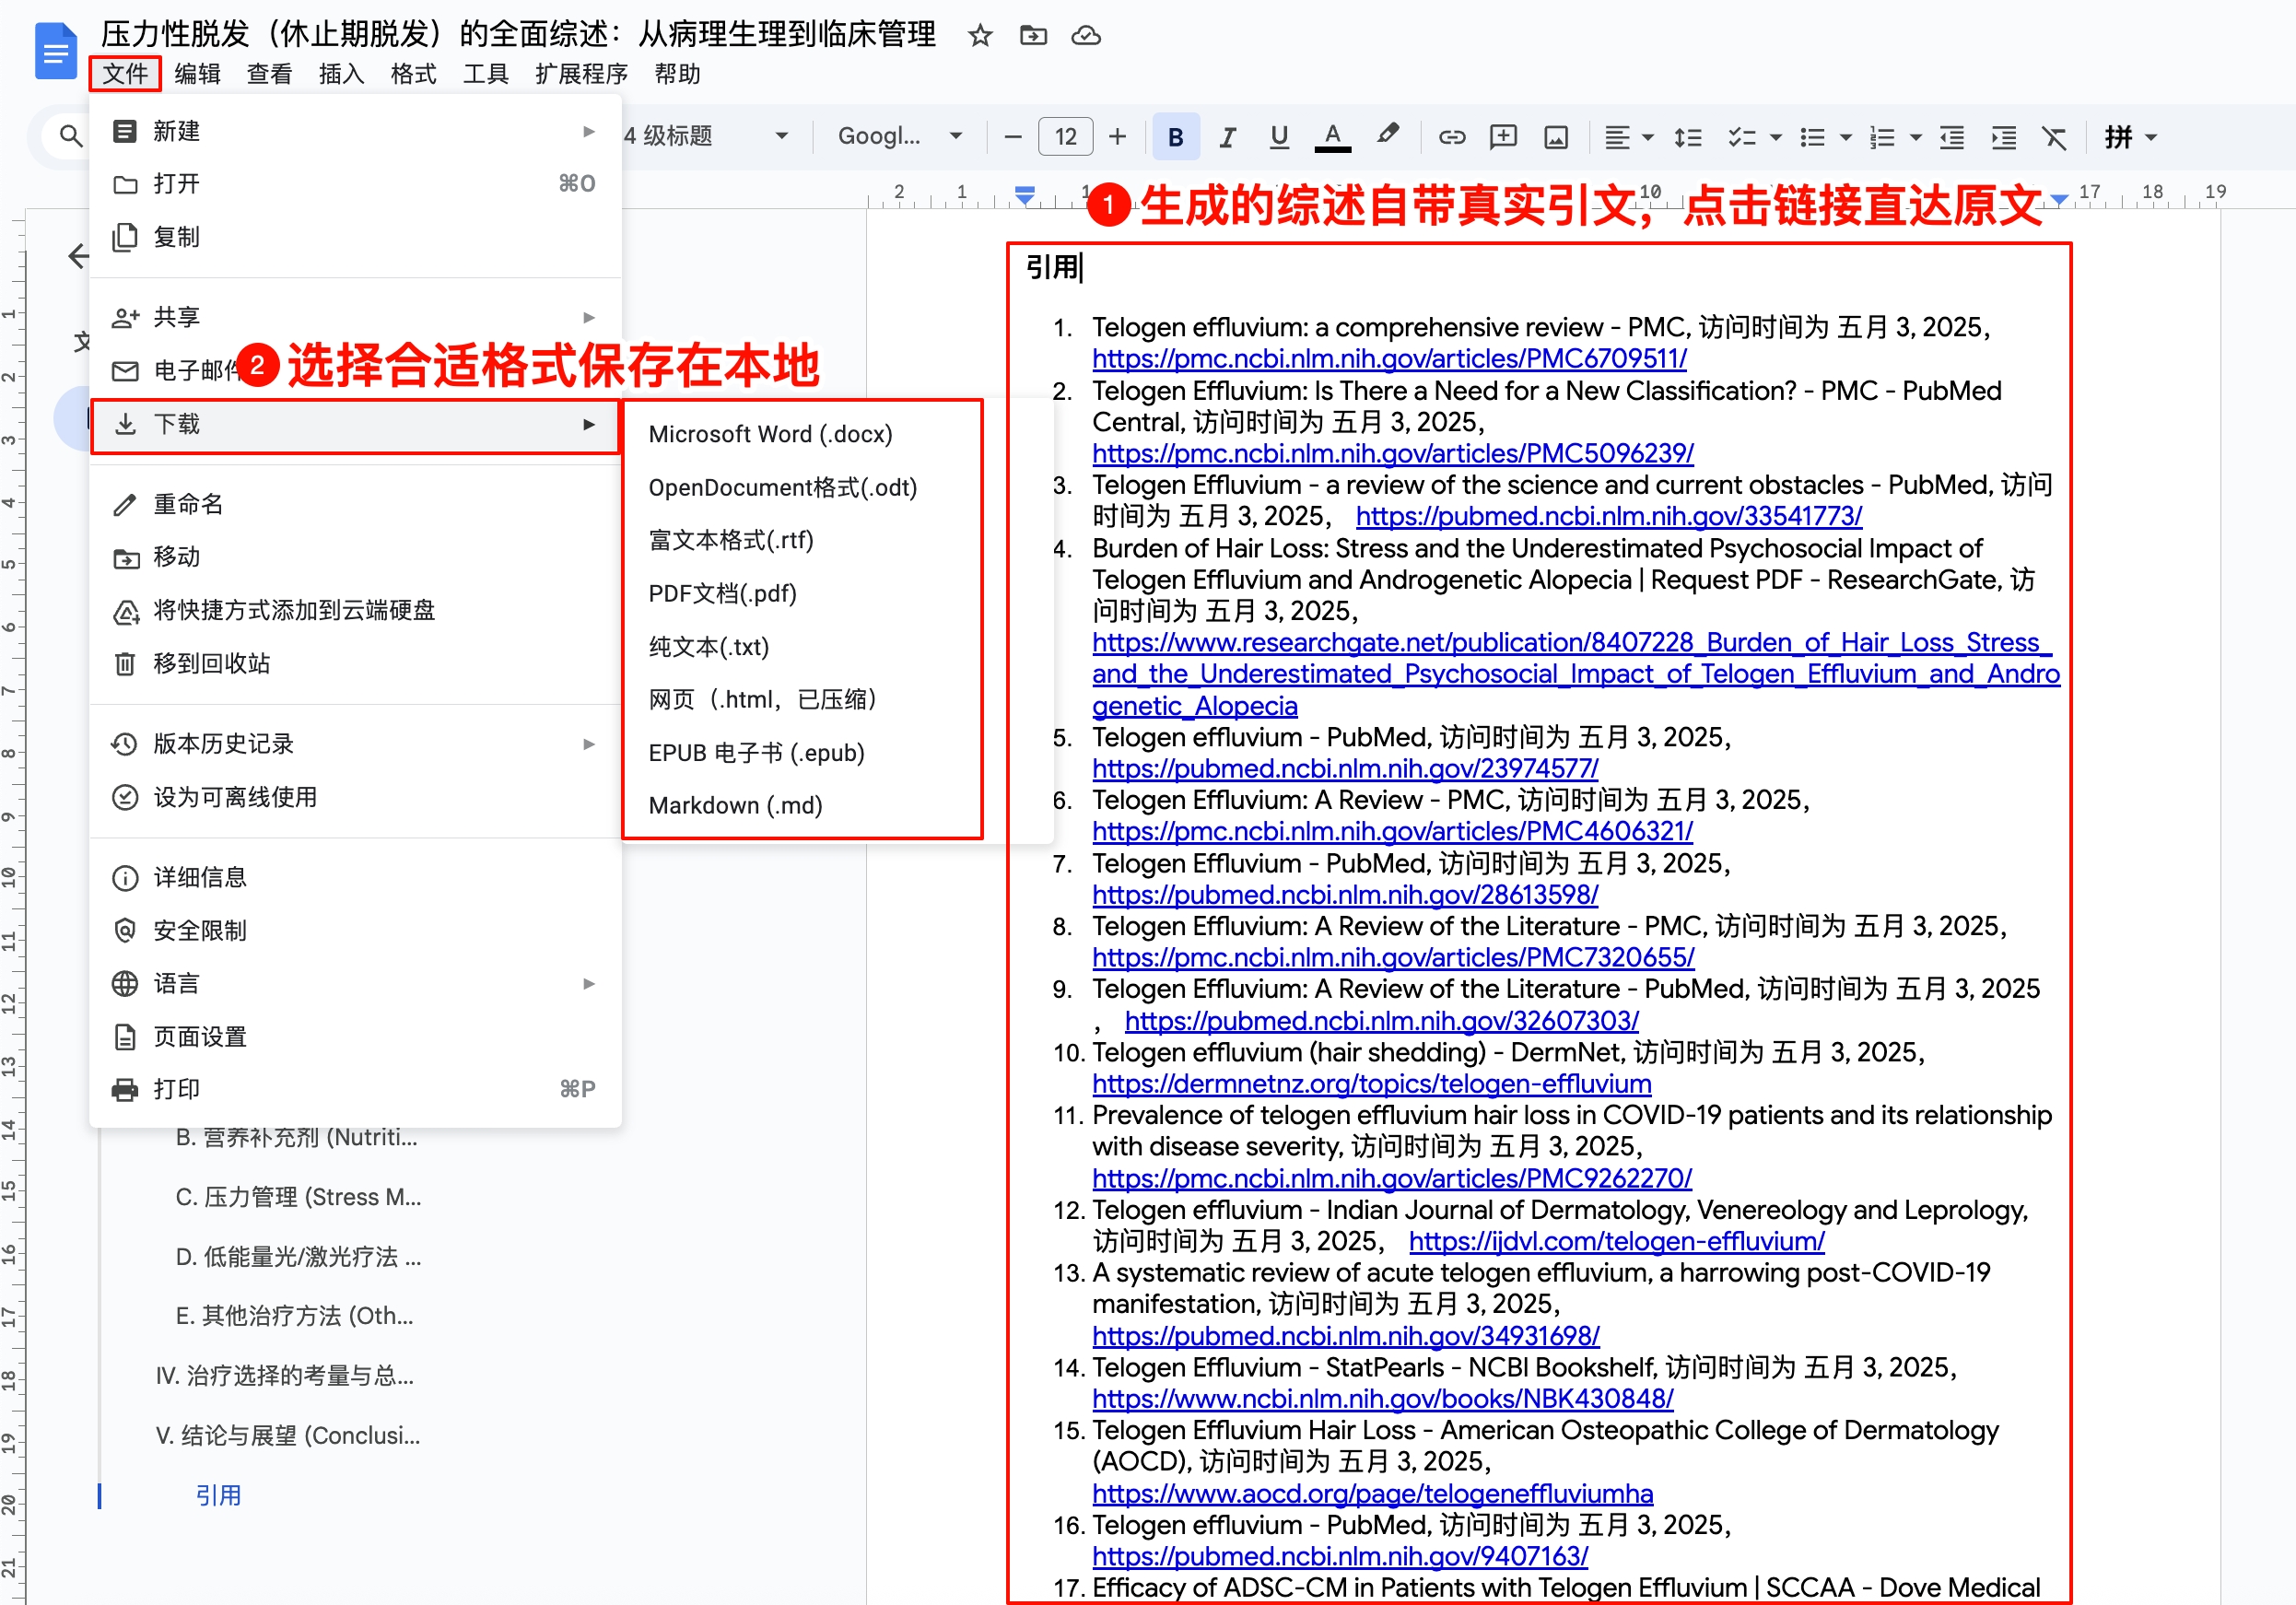 压力性脱发（休止期脱发）的全面综述：从病理生理到临床管理
文件 编辑 查看 插入 格式 工具 扩展程序 帮助
4 级标题 Googl... 12 B I U A 拼
2 1 1 10 17 18 19
❶生成的综述自带真实引文，点击链接直达原文
新建
打开 ⌘O
复制
共享
电子邮件
❷选择合适格式保存在本地
下载
重命名
移动
将快捷方式添加到云端硬盘
移到回收站
版本历史记录
设为可离线使用
详细信息
安全限制
语言
页面设置
打印 ⌘P
Microsoft Word (.docx)
OpenDocument格式(.odt)
富文本格式(.rtf)
PDF文档(.pdf)
纯文本(.txt)
网页（.html，已压缩）
EPUB 电子书 (.epub)
Markdown (.md)
B. 营养补充剂 (Nutriti...
C. 压力管理 (Stress M...
D. 低能量光/激光疗法 ...
E. 其他治疗方法 (Oth...
IV. 治疗选择的考量与总...
V. 结论与展望 (Conclusi...
引用
1
2
3
4
5
6
7
8
9
10
11
12
13
14
15
16
17
18
19
20
21
引用
1. Telogen effluvium: a comprehensive review - PMC, 访问时间为 五月 3, 2025，
https://pmc.ncbi.nlm.nih.gov/articles/PMC6709511/
2. Telogen Effluvium: Is There a Need for a New Classification? - PMC - PubMed
Central, 访问时间为 五月 3, 2025，
https://pmc.ncbi.nlm.nih.gov/articles/PMC5096239/
3. Telogen Effluvium - a review of the science and current obstacles - PubMed, 访问
时间为 五月 3, 2025， https://pubmed.ncbi.nlm.nih.gov/33541773/
4. Burden of Hair Loss: Stress and the Underestimated Psychosocial Impact of
Telogen Effluvium and Androgenetic Alopecia | Request PDF - ResearchGate, 访
问时间为 五月 3, 2025，
https://www.researchgate.net/publication/8407228_Burden_of_Hair_Loss_Stress_
and_the_Underestimated_Psychosocial_Impact_of_Telogen_Effluvium_and_Andro
genetic_Alopecia
5. Telogen effluvium - PubMed, 访问时间为 五月 3, 2025，
https://pubmed.ncbi.nlm.nih.gov/23974577/
6. Telogen Effluvium: A Review - PMC, 访问时间为 五月 3, 2025，
https://pmc.ncbi.nlm.nih.gov/articles/PMC4606321/
7. Telogen Effluvium - PubMed, 访问时间为 五月 3, 2025，
https://pubmed.ncbi.nlm.nih.gov/28613598/
8. Telogen Effluvium: A Review of the Literature - PMC, 访问时间为 五月 3, 2025，
https://pmc.ncbi.nlm.nih.gov/articles/PMC7320655/
9. Telogen Effluvium: A Review of the Literature - PubMed, 访问时间为 五月 3, 2025
， https://pubmed.ncbi.nlm.nih.gov/32607303/
10. Telogen effluvium (hair shedding) - DermNet, 访问时间为 五月 3, 2025，
https://dermnetnz.org/topics/telogen-effluvium
11. Prevalence of telogen effluvium hair loss in COVID-19 patients and its relationship
with disease severity, 访问时间为 五月 3, 2025，
https://pmc.ncbi.nlm.nih.gov/articles/PMC9262270/
12. Telogen effluvium - Indian Journal of Dermatology, Venereology and Leprology,
访问时间为 五月 3, 2025， https://ijdvl.com/telogen-effluvium/
13. A systematic review of acute telogen effluvium, a harrowing post-COVID-19
manifestation, 访问时间为 五月 3, 2025，
https://pubmed.ncbi.nlm.nih.gov/34931698/
14. Telogen Effluvium - StatPearls - NCBI Bookshelf, 访问时间为 五月 3, 2025，
https://www.ncbi.nlm.nih.gov/books/NBK430848/
15. Telogen Effluvium Hair Loss - American Osteopathic College of Dermatology
(AOCD), 访问时间为 五月 3, 2025，
https://www.aocd.org/page/telogeneffluviumha
16. Telogen effluvium - PubMed, 访问时间为 五月 3, 2025，
https://pubmed.ncbi.nlm.nih.gov/9407163/
17. Efficacy of ADSC-CM in Patients with Telogen Effluvium | SCCAA - Dove Medical